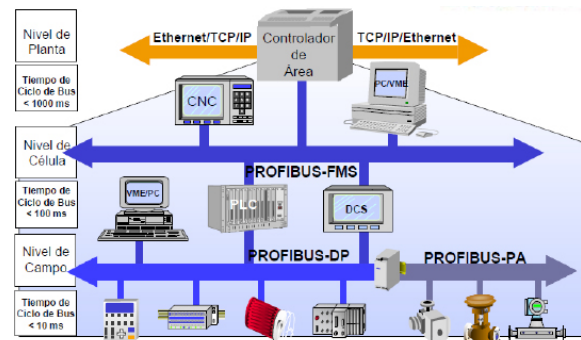 Nivel de
Planta
Ethernet/TCP/IP
Controlador
de
Área
TCP/IP/Ethernet
Tiempo de
Ciclo de Bus
< 1000 ms
CNC
PC/VME
Nivel de
Célula
PROFIBUS-FMS
Tiempo de
Ciclo de Bus
< 100 ms
VME/PC
PLC
DCS
Nivel de
Campo
PROFIBUS-DP
PROFIBUS-PA
Tiempo de
Ciclo de Bus
< 10 ms